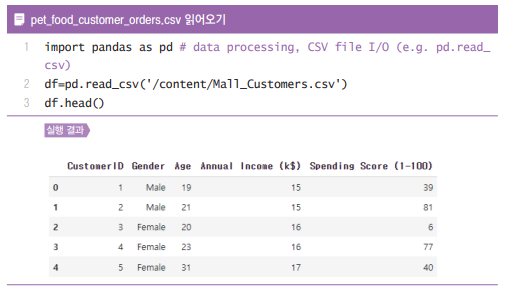 pet_food_customer_orders.csv 읽어오기
1 import pandas as pd # data processing, CSV file I/O (e.g. pd.read_
csv)
2 df=pd.read_csv('/content/Mall_Customers.csv')
3 df.head()
실행 결과
CustomerID Gender Age Annual Income (k$) Spending Score (1-100)
0 1 Male 19 15 39
1 2 Male 21 15 81
2 3 Female 20 16 6
3 4 Female 23 16 77
4 5 Female 31 17 40